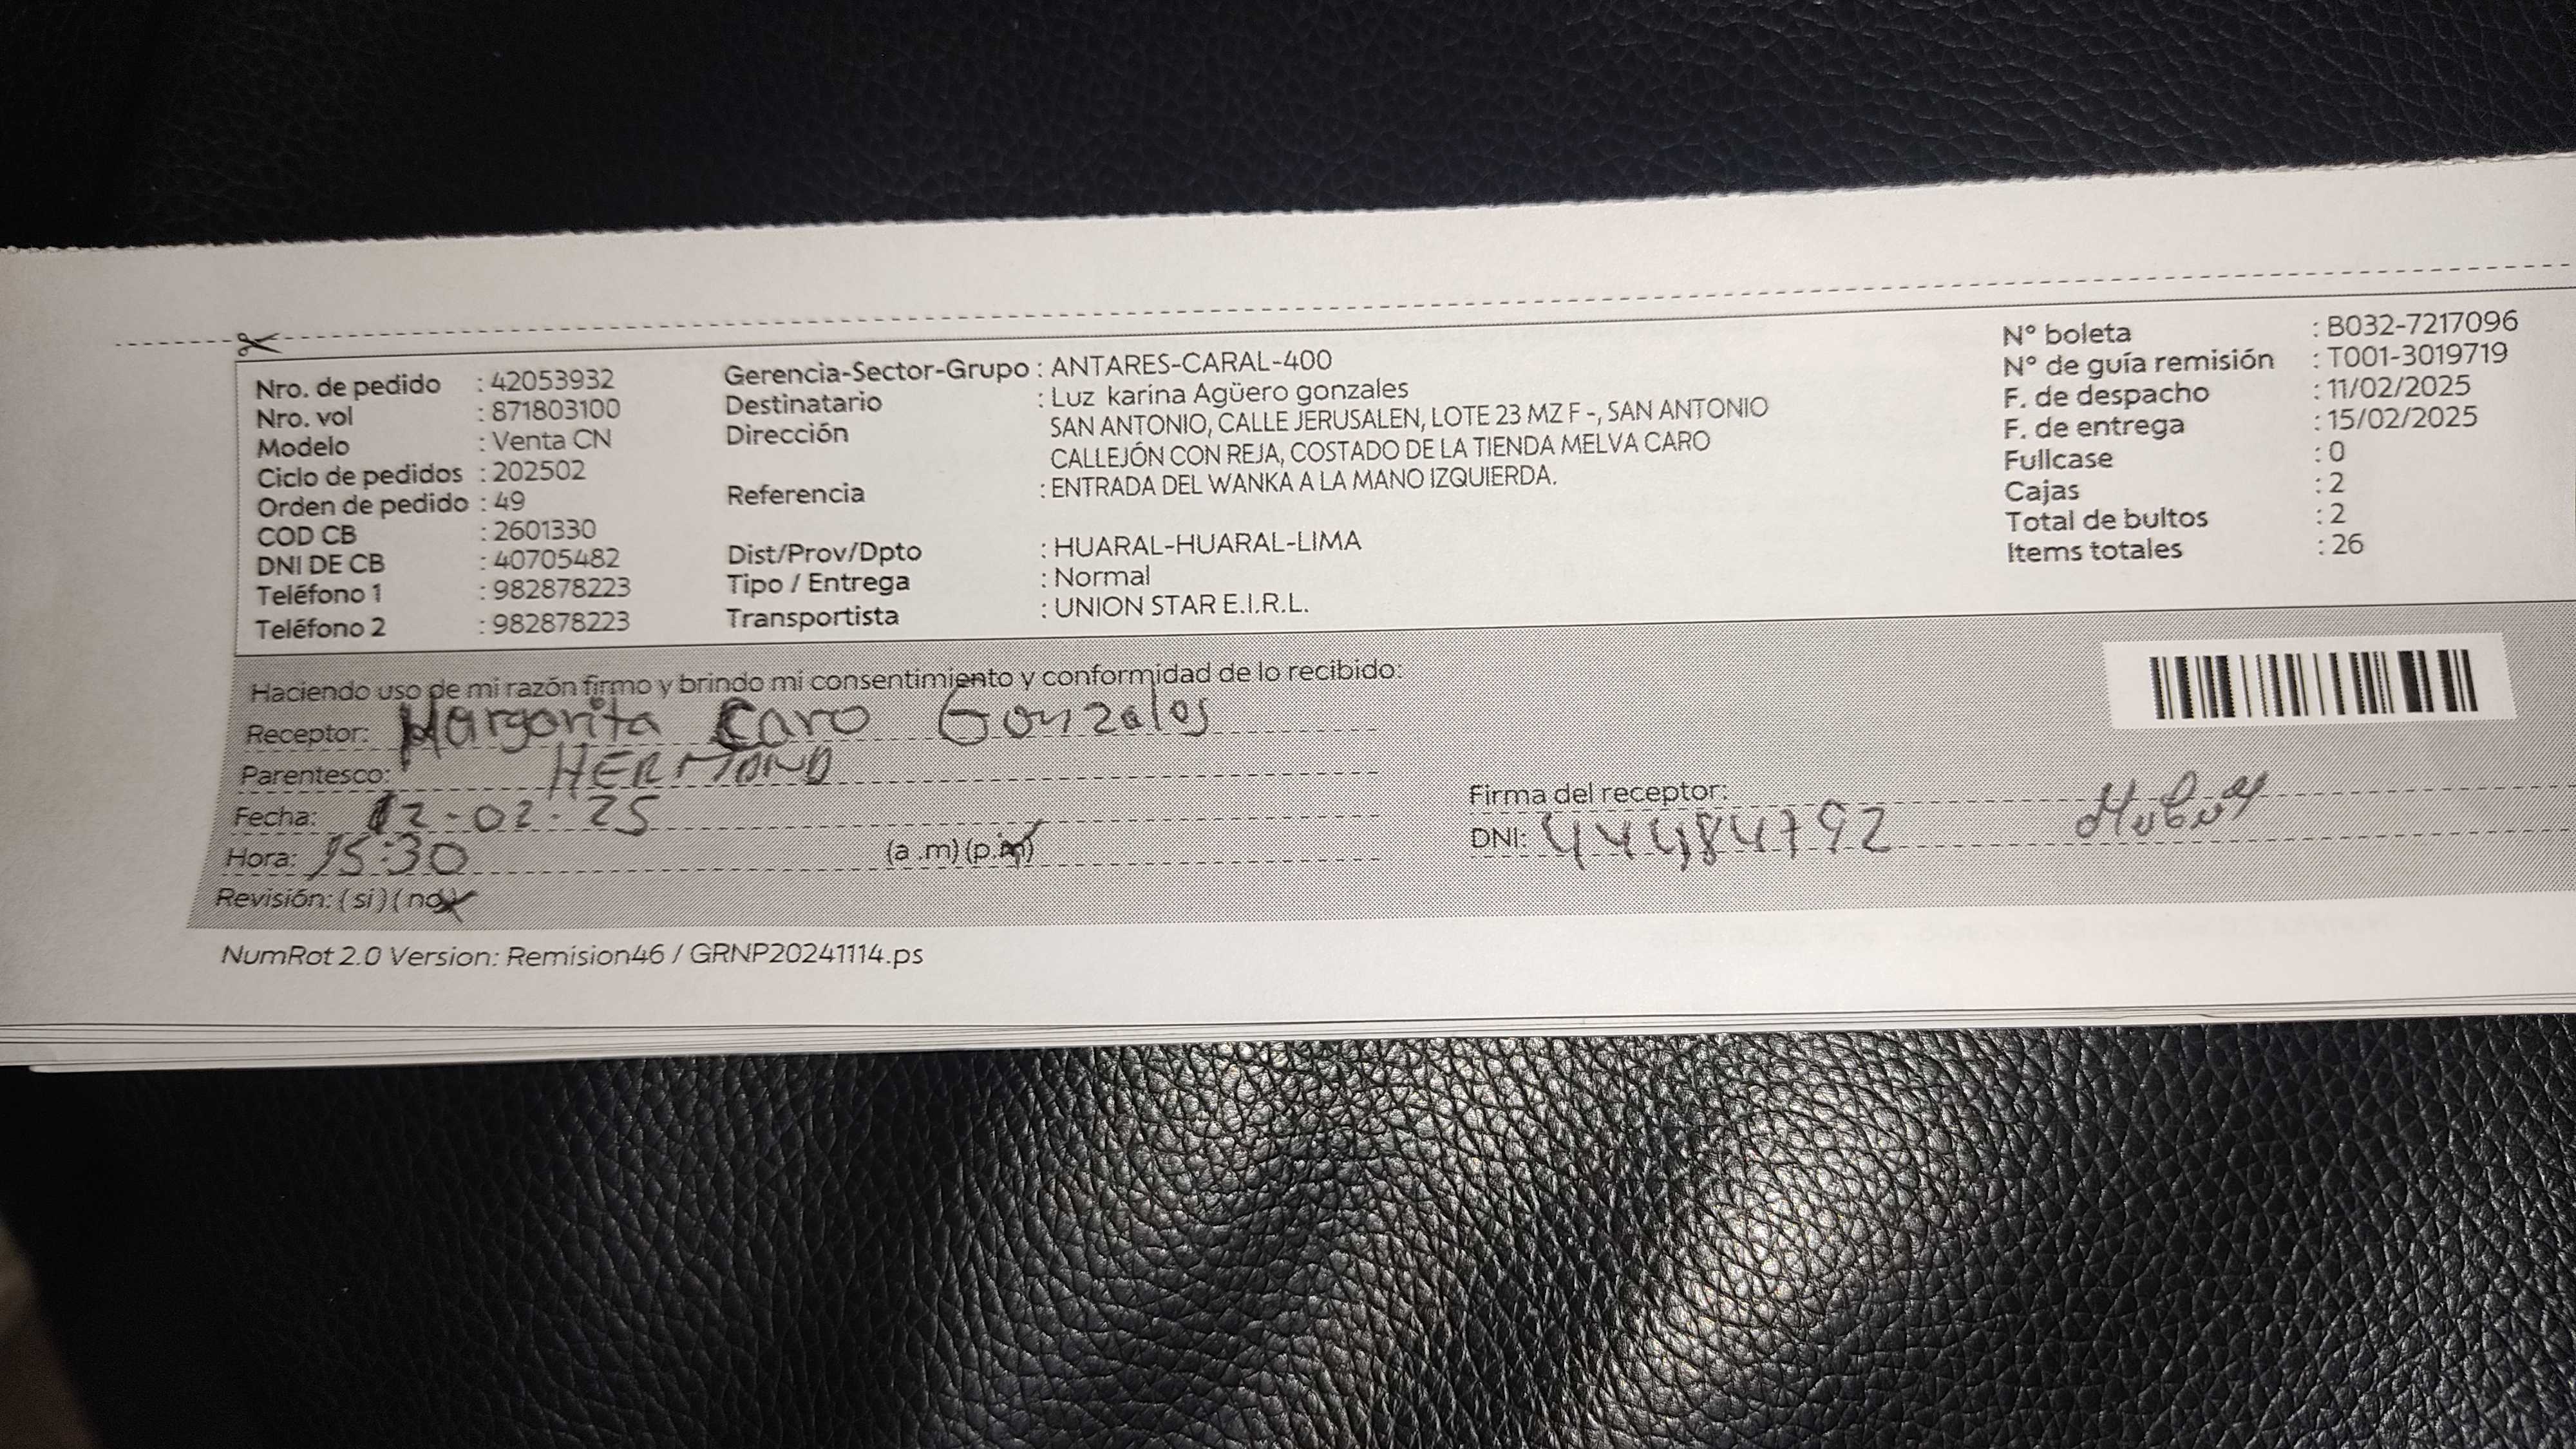 Nro. de pedido : 42053932
Nro. vol : 871803100
Modelo : Venta CN
Ciclo de pedidos : 202502
Orden de pedido : 49
COD CB : 2601330
DNI DE CB : 40705482
Teléfono 1 : 982878223
Teléfono 2 : 982878223
Gerencia-Sector-Grupo : ANTARES-CARAL-400
Destinatario : Luz karina Agüero gonzales
Dirección SAN ANTONIO, CALLE JERUSALEN, LOTE 23 MZ F -, SAN ANTONIO
CALLEJÓN CON REJA, COSTADO DE LA TIENDA MELVA CARO
Referencia : ENTRADA DEL WANKA A LA MANO IZQUIERDA.
Dist/Prov/Dpto : HUARAL-HUARAL-LIMA
Tipo / Entrega : Normal
Transportista : UNION STAR E.I.R.L.
N° boleta : B032-7217096
N° de guía remisión : T001-3019719
F. de despacho : 11/02/2025
F. de entrega : 15/02/2025
Fullcase : 0
Cajas : 2
Total de bultos : 2
Items totales : 26
Haciendo uso de mi razón firmo y brindo mi consentimiento y conformidad de lo recibido:
Receptor: Margarita Caro Gonzales
Parentesco: HERMANA
Fecha: 12-02-25
Hora: 15:30 (a .m) (p.m)
Revisión: ( si ) ( no )
Firma del receptor:
DNI: 44484792
NumRot 2.0 Version: Remision46 / GRNP20241114.ps